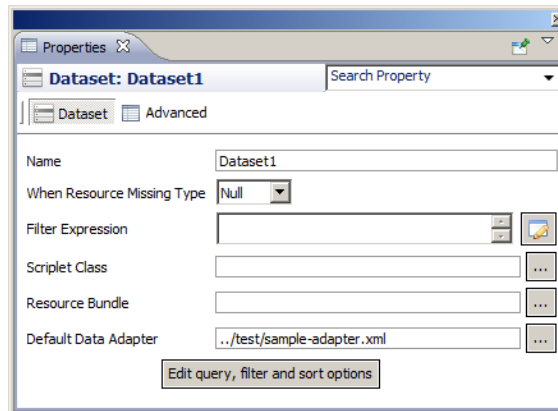 Properties
Dataset: Dataset1
Search Property
Dataset Advanced
Name Dataset1
When Resource Missing Type Null
Filter Expression
Scriplet Class ...
Resource Bundle ...
Default Data Adapter ../test/sample-adapter.xml ...
Edit query, filter and sort options